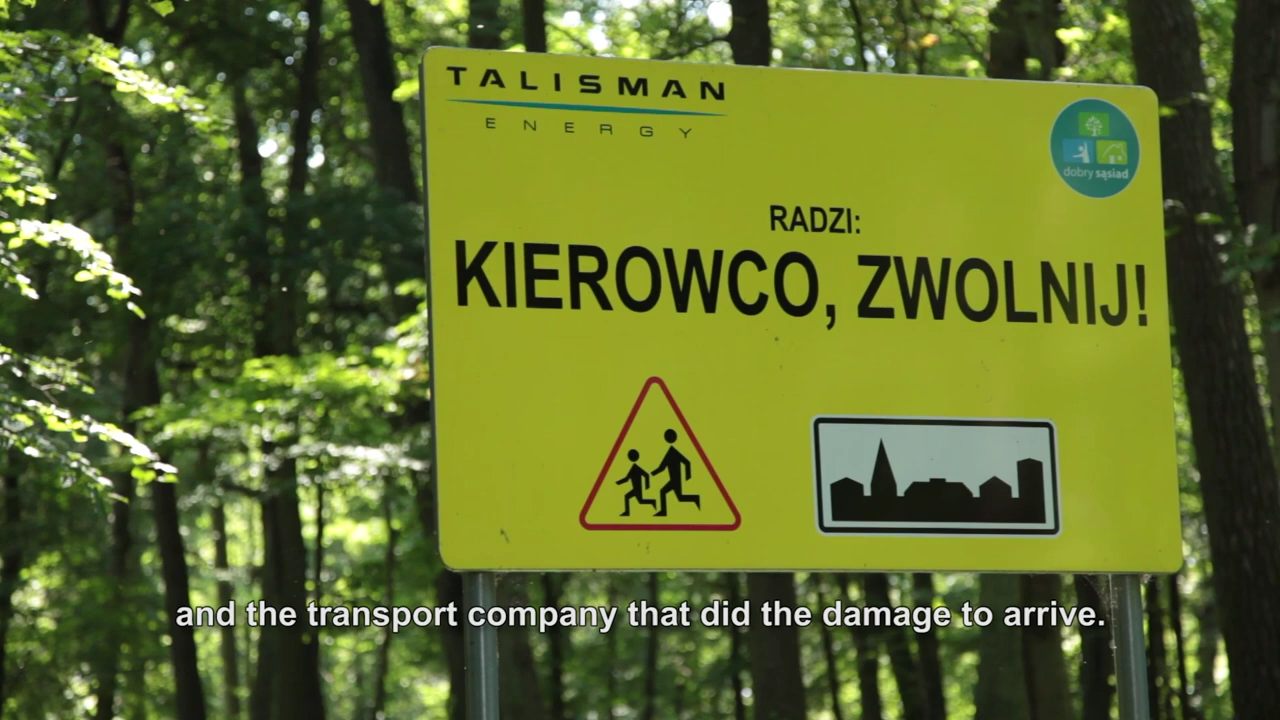 TALISMAN
ENERGY
dobry sąsiad
RADZI:
KIEROWCO, ZWOLNIJ!
and the transport company that did the damage to arrive.